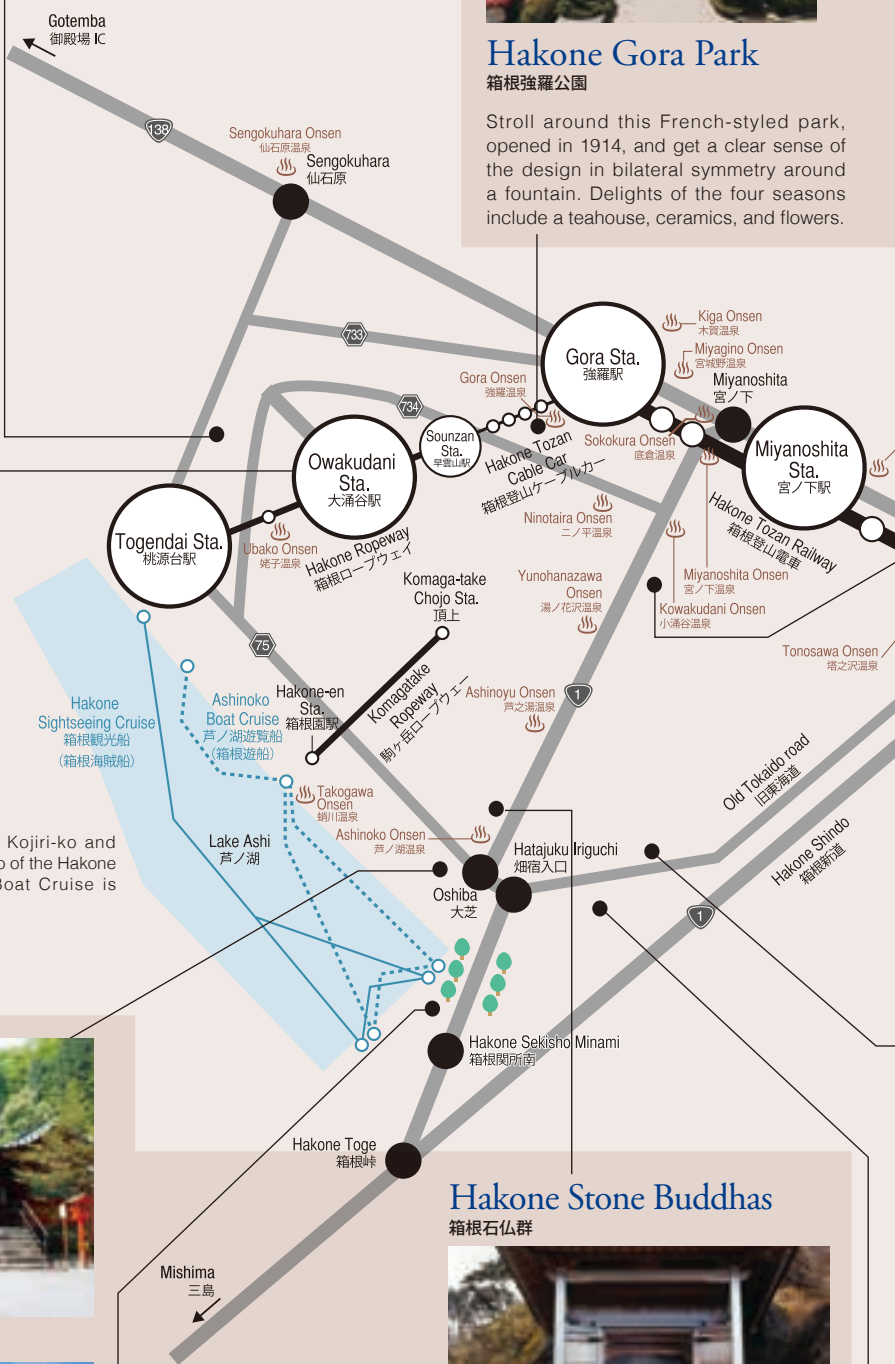 Gotemba
御殿場 IC
138
Sengokuhara Onsen
仙石原温泉
Sengokuhara
仙石原
Hakone Gora Park
箱根強羅公園
Stroll around this French-styled park,
opened in 1914, and get a clear sense of
the design in bilateral symmetry around
a fountain. Delights of the four seasons
include a teahouse, ceramics, and flowers.
733
734
Gora Sta.
強羅駅
Kiga Onsen
木賀温泉
Miyagino Onsen
宮城野温泉
Miyanoshita
宮ノ下
Gora Onsen
強羅温泉
Sounzan
Sta.
早雲山駅
Hakone Tozan
Cable Car
箱根登山ケーブルカー
Sokokura Onsen
底倉温泉
Miyanoshita
Sta.
宮ノ下駅
Owakudani
Sta.
大涌谷駅
Togendai Sta.
桃源台駅
Ubako Onsen
姥子温泉
Hakone Ropeway
箱根ロープウェイ
Ninotaira Onsen
二ノ平温泉
Hakone Tozan Railway
箱根登山電車
Komaga-take
Chojo Sta.
頂上
Yunohanazawa
Onsen
湯ノ花沢温泉
Miyanoshita Onsen
宮ノ下温泉
Kowakudani Onsen
小涌谷温泉
Tonosawa Onsen
塔之沢温泉
75
Hakone
Sightseeing Cruise
箱根観光船
(箱根海賊船)
Ashinoko
Boat Cruise
芦ノ湖遊覧船
(箱根遊船)
Hakone-en
Sta.
箱根園駅
Komagatake
Ropeway
駒ヶ岳ロープウェー
Ashinoyu Onsen
芦之湯温泉
1
Takogawa
Onsen
蛸川温泉
Old Tokaido road
旧東海道
Hakone Shindo
箱根新道
1
Kojiri-ko and
o of the Hakone
Boat Cruise is
Lake Ashi
芦ノ湖
Ashinoko Onsen
芦ノ湖温泉
Hatajuku Iriguchi
畑宿入口
Oshiba
大芝
Hakone Sekisho Minami
箱根関所南
Hakone Toge
箱根峠
Mishima
三島
Hakone Stone Buddhas
箱根石仏群